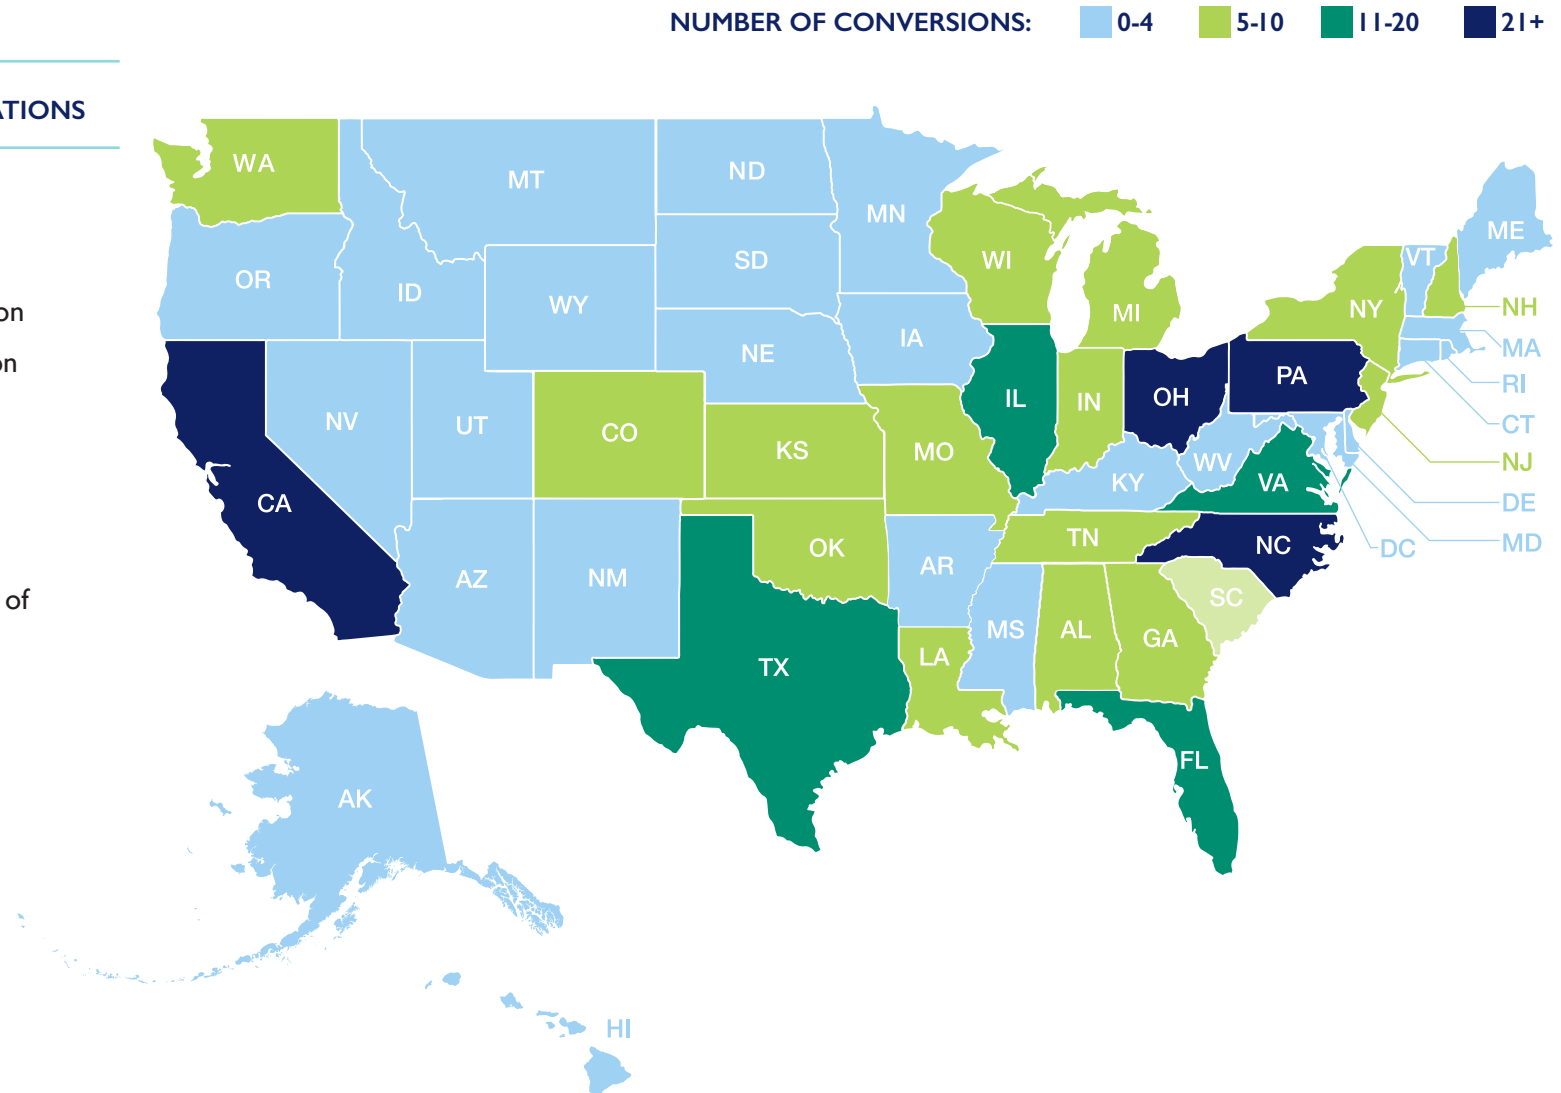 NUMBER OF CONVERSIONS: 0-4 5-10 11-20 21+
ATIONS
on
on
of
WA
MT
ND
MN
OR
ID
WY
SD
WI
MI
NY
VT
ME
NH
MA
RI
CT
NJ
DE
MD
DC
NV
UT
CO
NE
IA
IL
IN
OH
PA
KS
MO
KY
WV
VA
CA
AZ
NM
OK
AR
TN
NC
SC
TX
LA
MS
AL
GA
FL
AK
HI